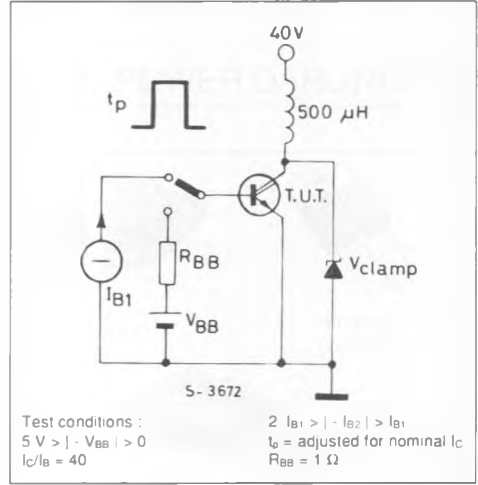 40V
tp
500 μH
T.U.T.
RBB
Vclamp
IB1
VBB
S-3672
Test conditions :
5 V > | - VBB | > 0
IC/IB = 40
2 IB1 > | - IB2 | > IB1
tp = adjusted for nominal IC
RBB = 1 Ω